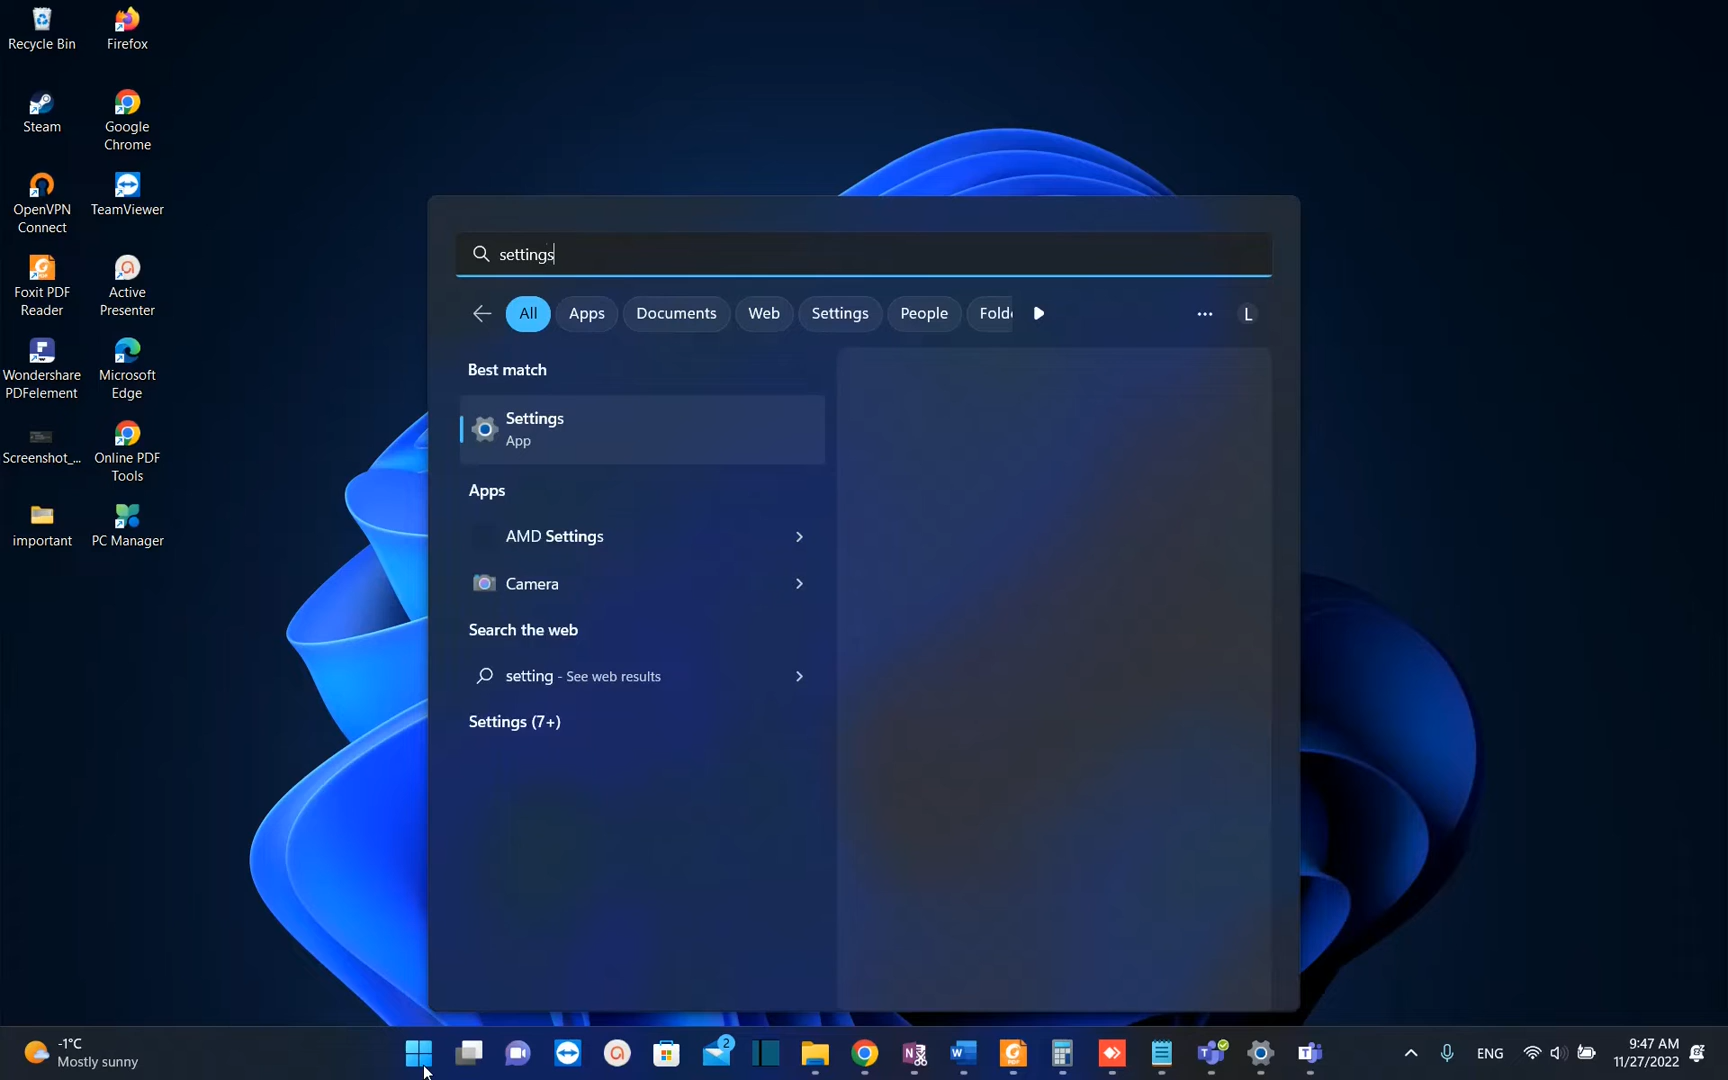 Recycle Bin
Firefox
Steam
Google
Chrome
OpenVPN
Connect
TeamViewer
Foxit PDF
Reader
Active
Presenter
Wondershare
PDFelement
Microsoft
Edge
Screenshot_...
Online PDF
Tools
important
PC Manager
settings
All
Apps
Documents
Web
Settings
People
Folde
L
Best match
Settings
App
Apps
AMD Settings
Camera
Search the web
setting - See web results
Settings (7+)
-1°C
Mostly sunny
2
ENG
9:47 AM
11/27/2022